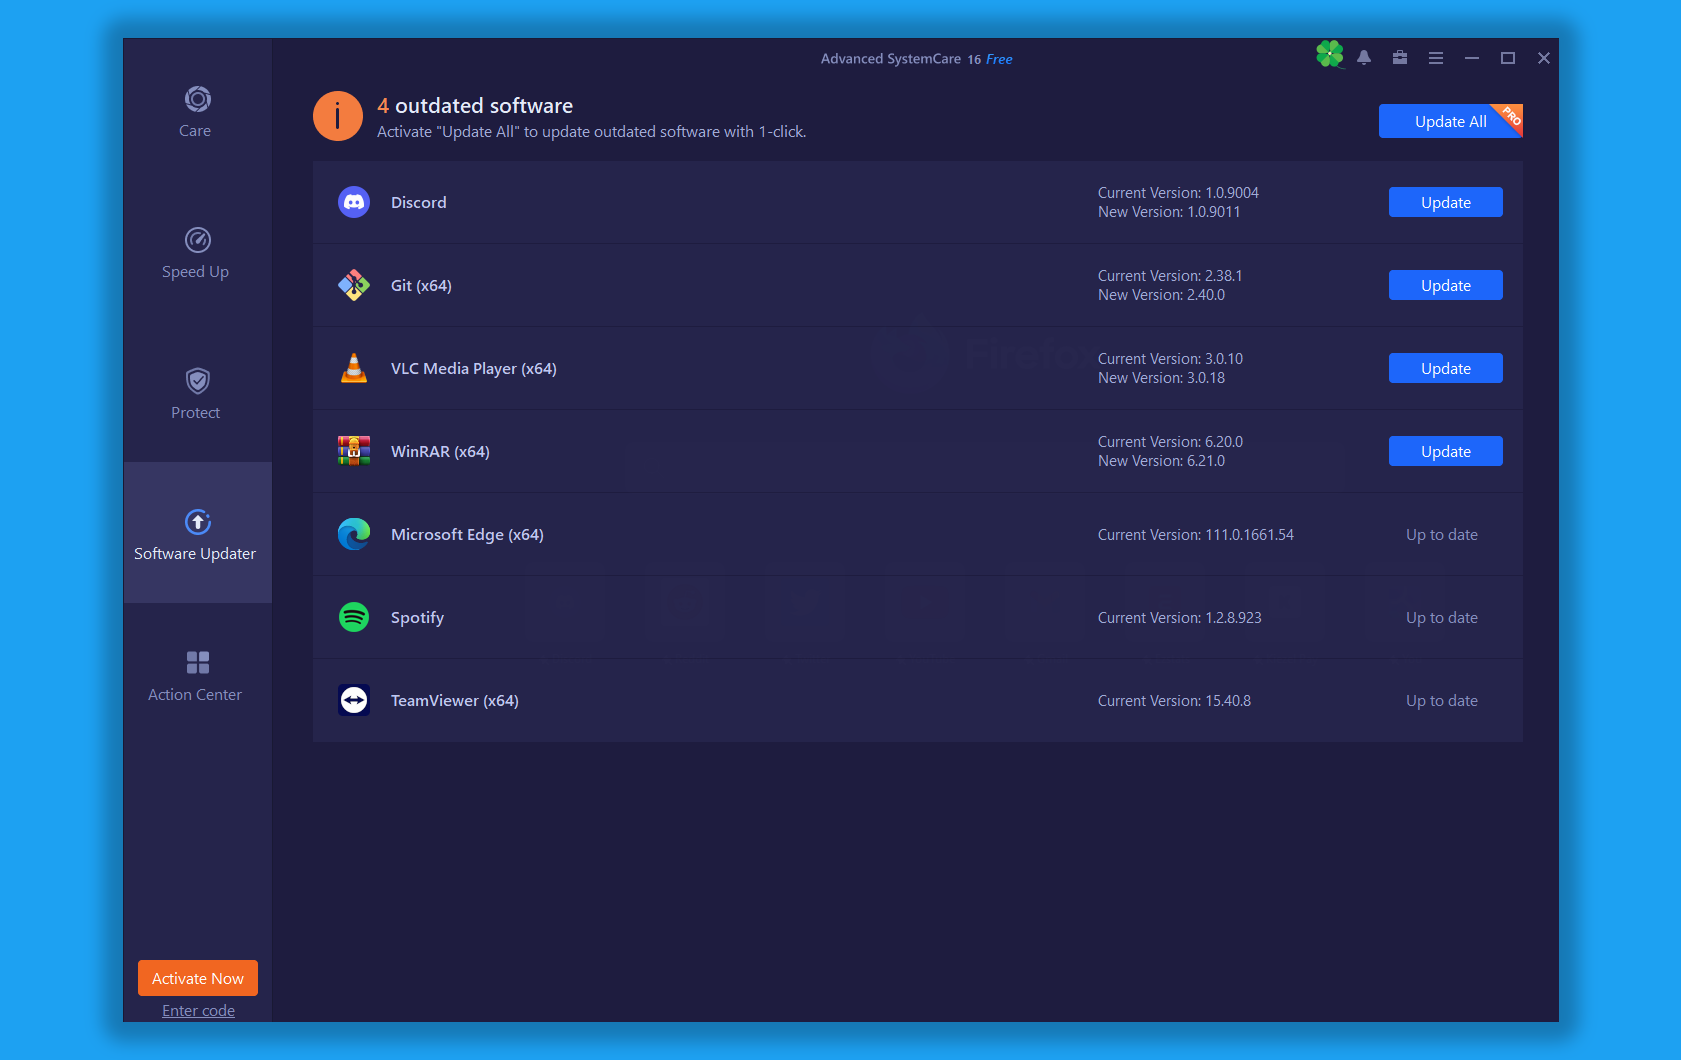 Advanced SystemCare 16 Free
Care
Speed Up
Protect
Software Updater
Action Center
Activate Now
Enter code
4 outdated software
Activate "Update All" to update outdated software with 1-click.
Update All
PRO
Discord
Current Version: 1.0.9004
New Version: 1.0.9011
Update
Git (x64)
Current Version: 2.38.1
New Version: 2.40.0
Update
Firefox
VLC Media Player (x64)
Current Version: 3.0.10
New Version: 3.0.18
Update
WinRAR (x64)
Current Version: 6.20.0
New Version: 6.21.0
Update
Microsoft Edge (x64)
Current Version: 111.0.1661.54
Up to date
Spotify
Current Version: 1.2.8.923
Up to date
TeamViewer (x64)
Current Version: 15.40.8
Up to date